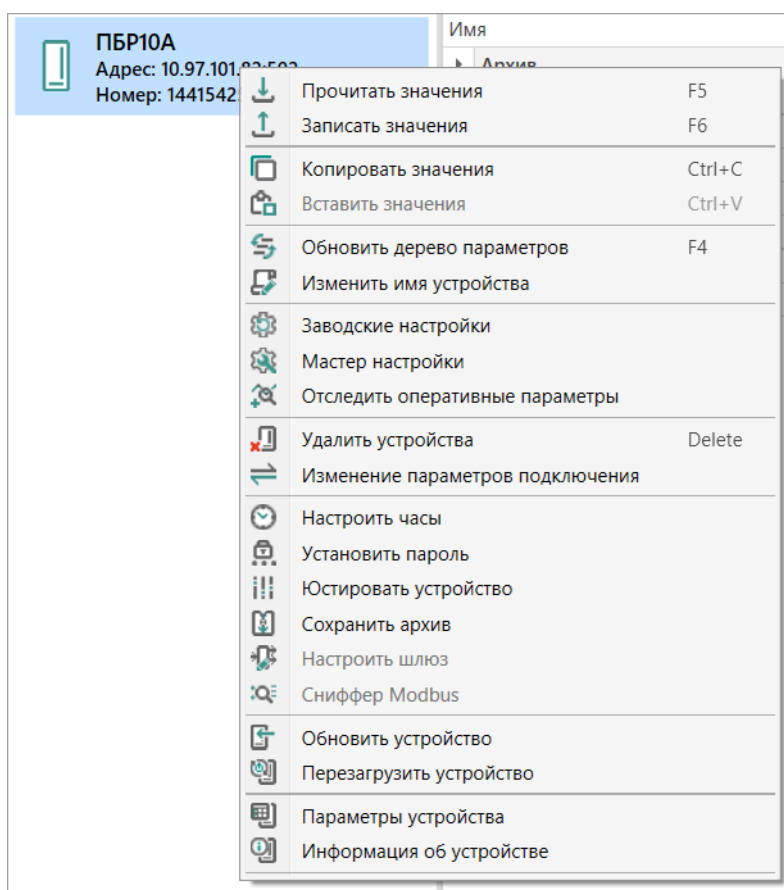 ПБР10А
Адрес: 10.97.101.
Номер: 1441542
Имя
Архив
Прочитать значения F5
Записать значения F6
Копировать значения Ctrl+C
Вставить значения Ctrl+V
Обновить дерево параметров F4
Изменить имя устройства
Заводские настройки
Мастер настройки
Отследить оперативные параметры
Удалить устройства Delete
Изменение параметров подключения
Настроить часы
Установить пароль
Юстировать устройство
Сохранить архив
Настроить шлюз
Сниффер Modbus
Обновить устройство
Перезагрузить устройство
Параметры устройства
Информация об устройстве